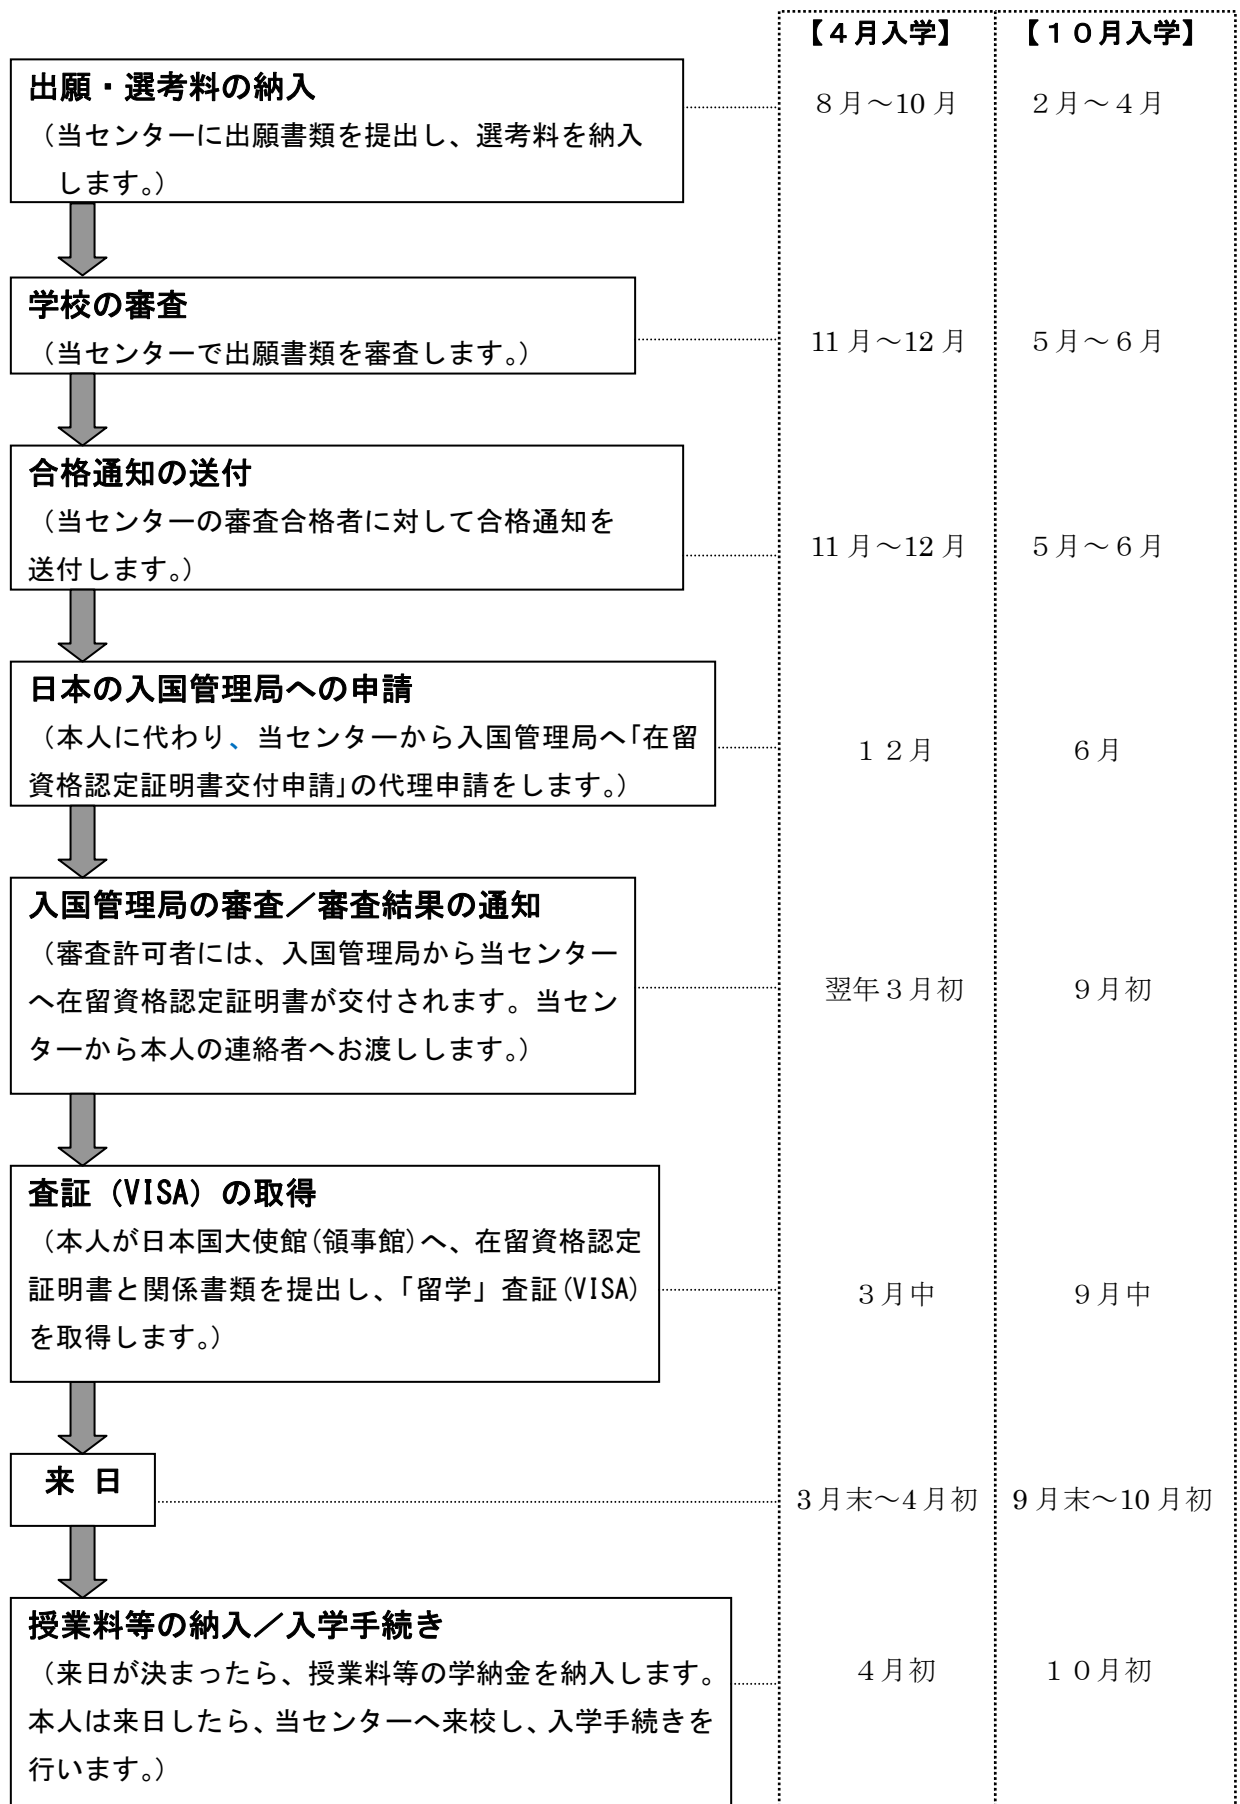 【４月入学】 【１０月入学】
出願・選考料の納入
（当センターに出願書類を提出し、選考料を納入
します。）
８月～10 月 ２月～４月
学校の審査
（当センターで出願書類を審査します。）
11 月～12 月 ５月～６月
合格通知の送付
（当センターの審査合格者に対して合格通知を
送付します。）
11 月～12 月 ５月～６月
日本の入国管理局への申請
（本人に代わり、当センターから入国管理局へ｢在留
資格認定証明書交付申請｣の代理申請をします。）
１２月 ６月
入国管理局の審査／審査結果の通知
（審査許可者には、入国管理局から当センター
へ在留資格認定証明書が交付されます。当セン
ターから本人の連絡者へお渡しします。）
翌年３月初 ９月初
査証（VISA）の取得
（本人が日本国大使館(領事館)へ、在留資格認定
証明書と関係書類を提出し、「留学」査証(VISA)
を取得します。）
３月中 ９月中
来 日
3 月末～4 月初 9 月末～10 月初
授業料等の納入／入学手続き
（来日が決まったら、授業料等の学納金を納入します。
本人は来日したら、当センターへ来校し、入学手続きを
行います。）
４月初 １０月初